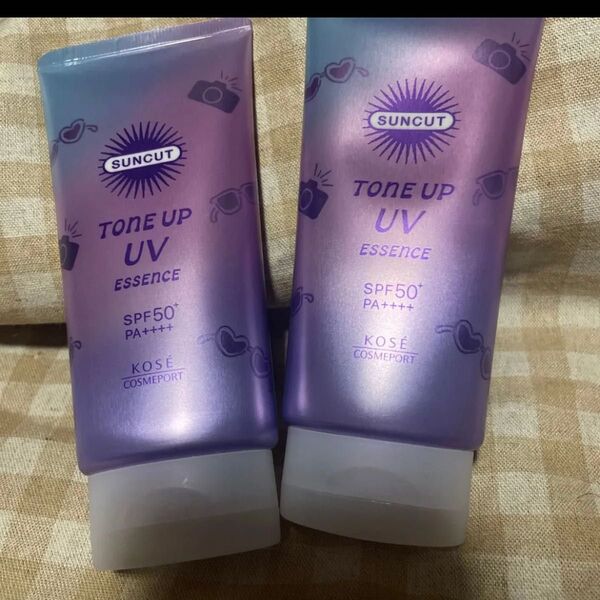 SUNCUT
TONE UP
UV
ESSENCE
SPF50+
PA++++
KOSÉ
COSMEPORT
SUNCUT
TONE UP
UV
ESSENCE
SPF50+
PA++++
KOSÉ
COSMEPORT